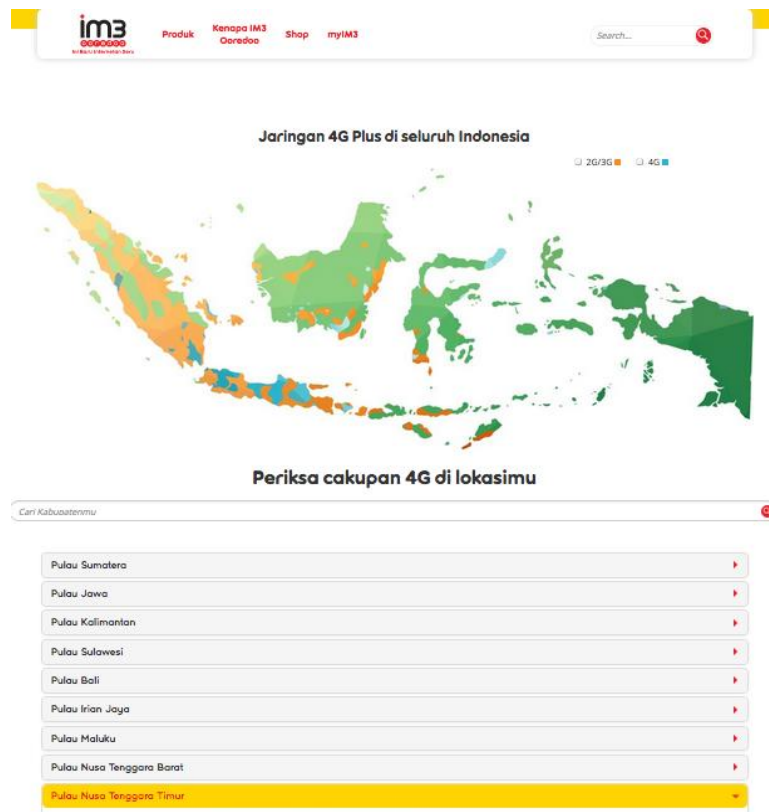 im3
ooredoo
Produk
Kenapa IM3
Ooredoo
Shop
myIM3
Search...
Jaringan 4G Plus di seluruh Indonesia
2G/3G
4G
Periksa cakupan 4G di lokasimu
Cari Kabupatenmu
Pulau Sumatera
Pulau Jawa
Pulau Kalimantan
Pulau Sulawesi
Pulau Bali
Pulau Irian Jaya
Pulau Maluku
Pulau Nusa Tenggara Barat
Pulau Nusa Tenggara Timur